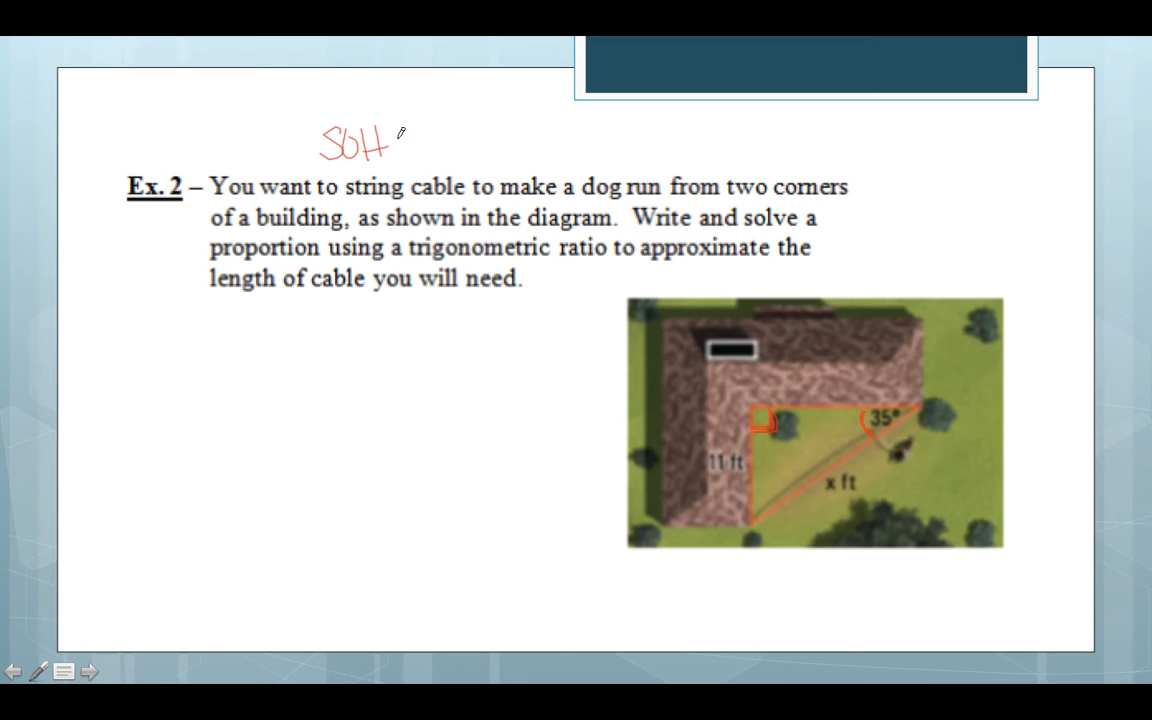 SOH
Ex. 2 – You want to string cable to make a dog run from two corners
of a building, as shown in the diagram. Write and solve a
proportion using a trigonometric ratio to approximate the
length of cable you will need.
35°
11 ft
x ft